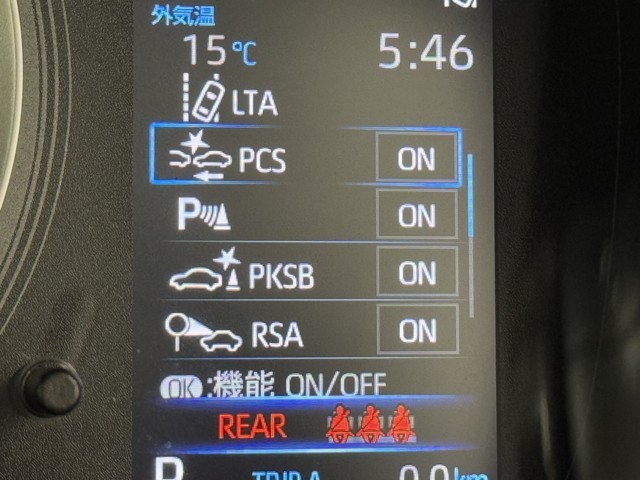 外気温
15℃ 5:46
LTA
PCS ON
P ON
PKSB ON
RSA ON
OK:機能 ON/OFF
REAR
P TRIP A 0.0km